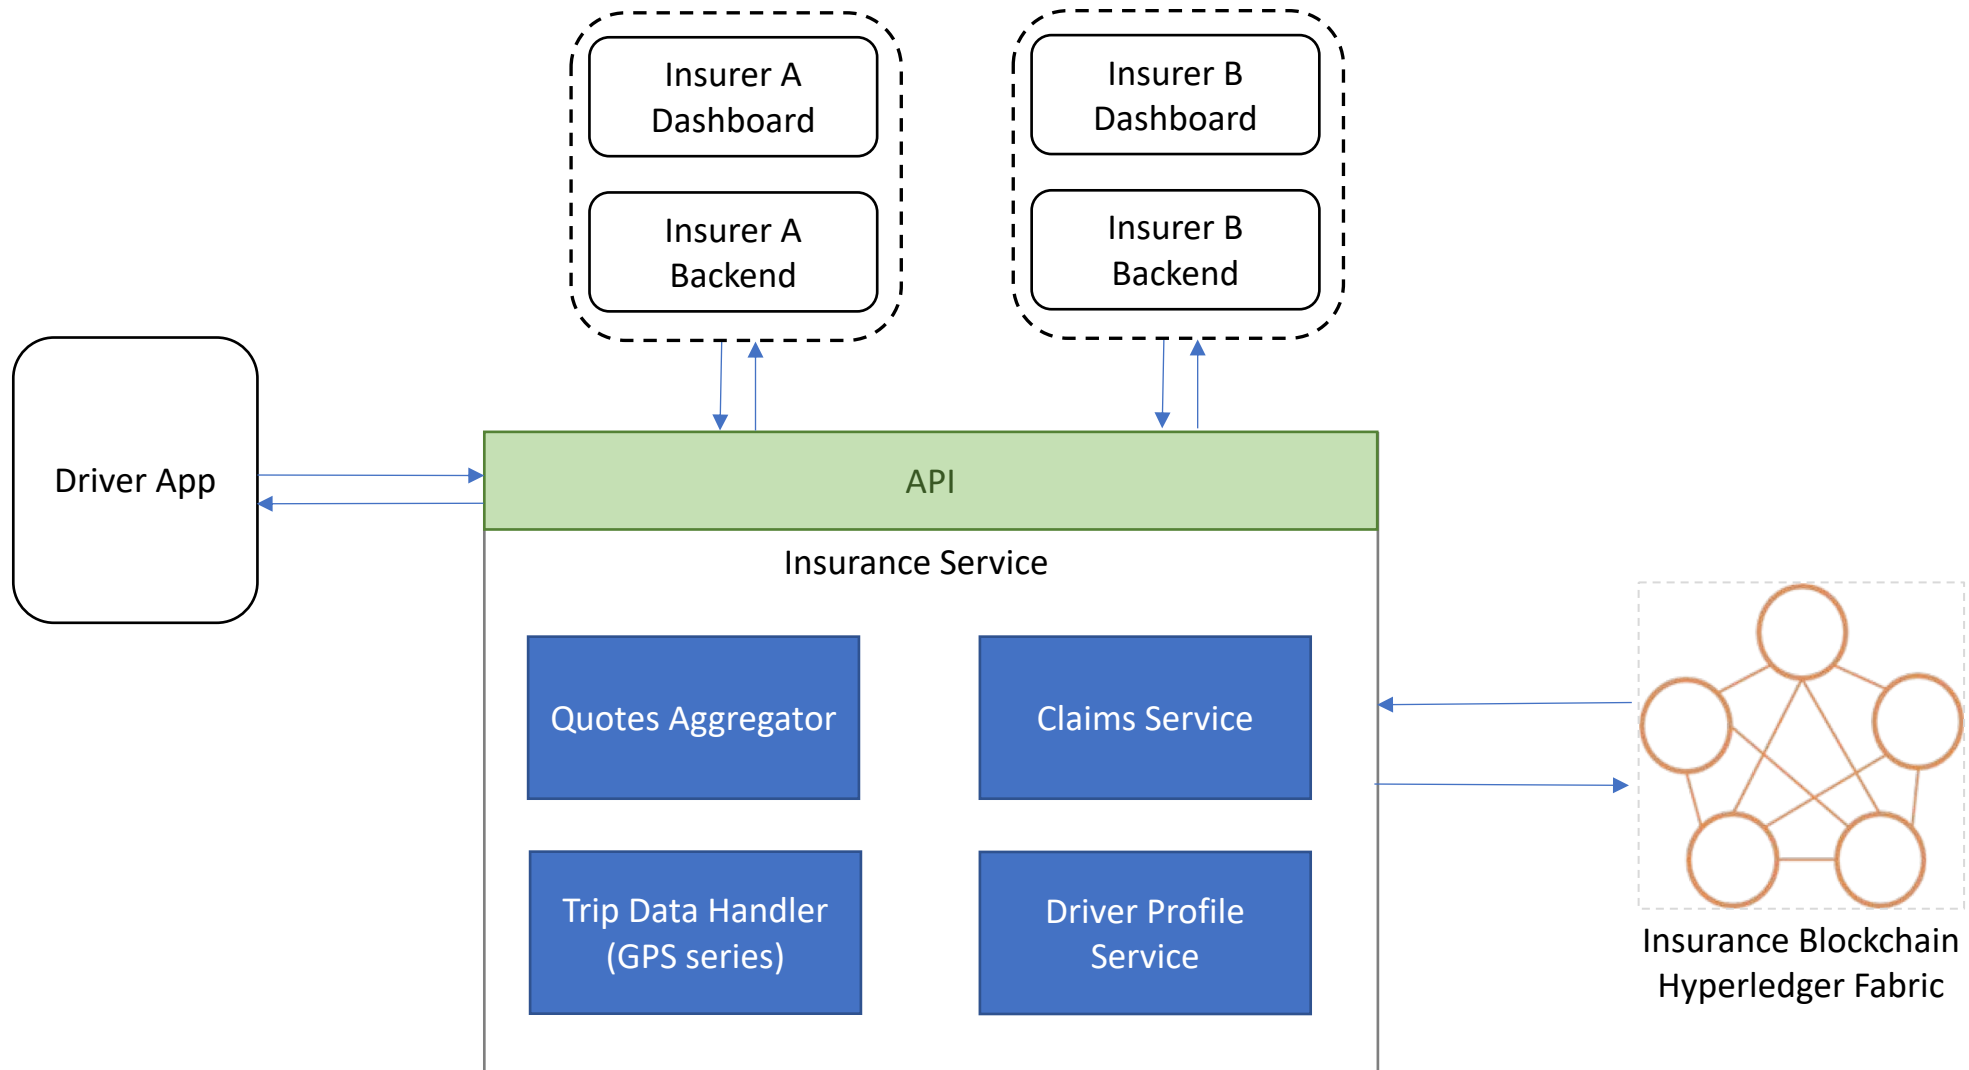 Insurer A
Dashboard
Insurer B
Dashboard
Insurer A
Backend
Insurer B
Backend
Driver App
API
Insurance Service
Quotes Aggregator
Claims Service
Trip Data Handler
(GPS series)
Driver Profile
Service
Insurance Blockchain
Hyperledger Fabric